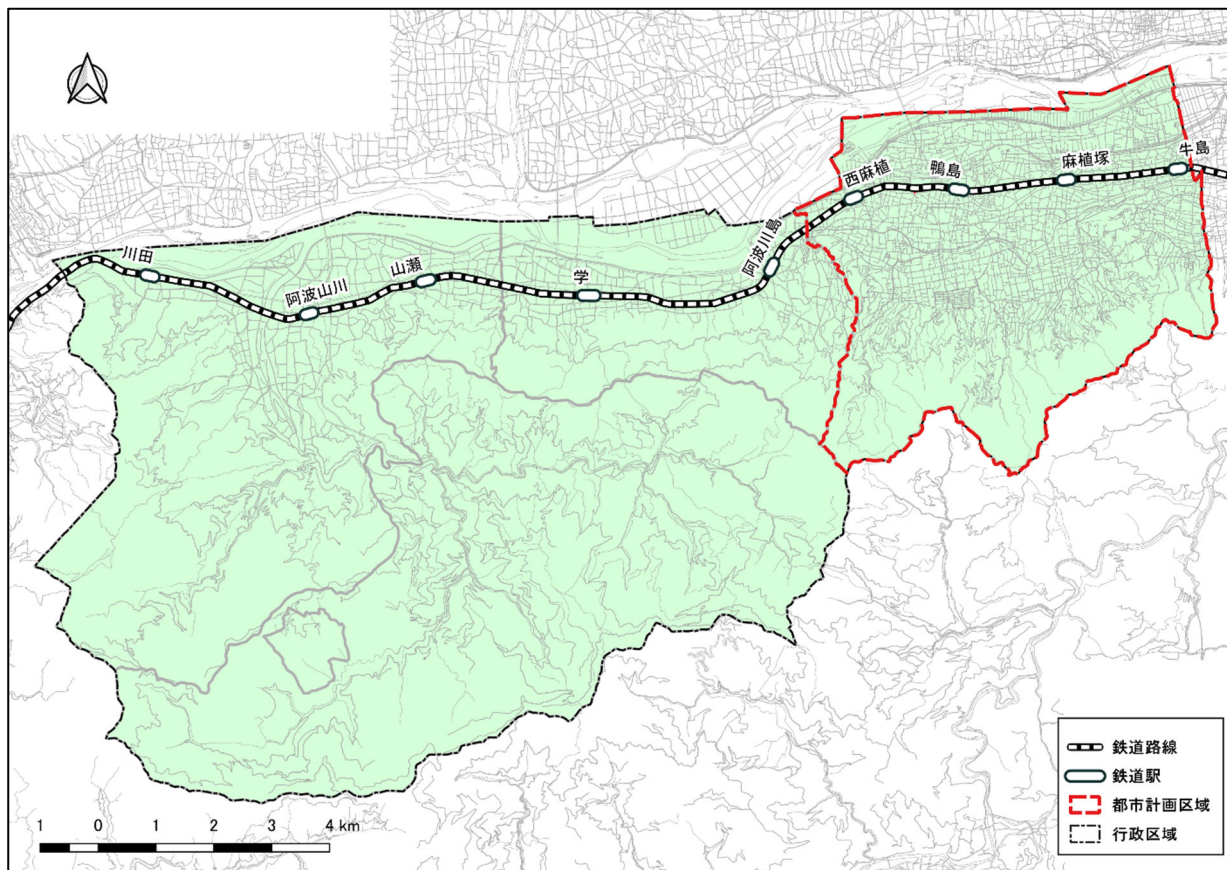 川田
阿波山川
山瀬
学
阿波川島
西麻植
鴨島
麻植塚
牛島
鉄道路線
鉄道駅
都市計画区域
行政区域
1 0 1 2 3 4 km